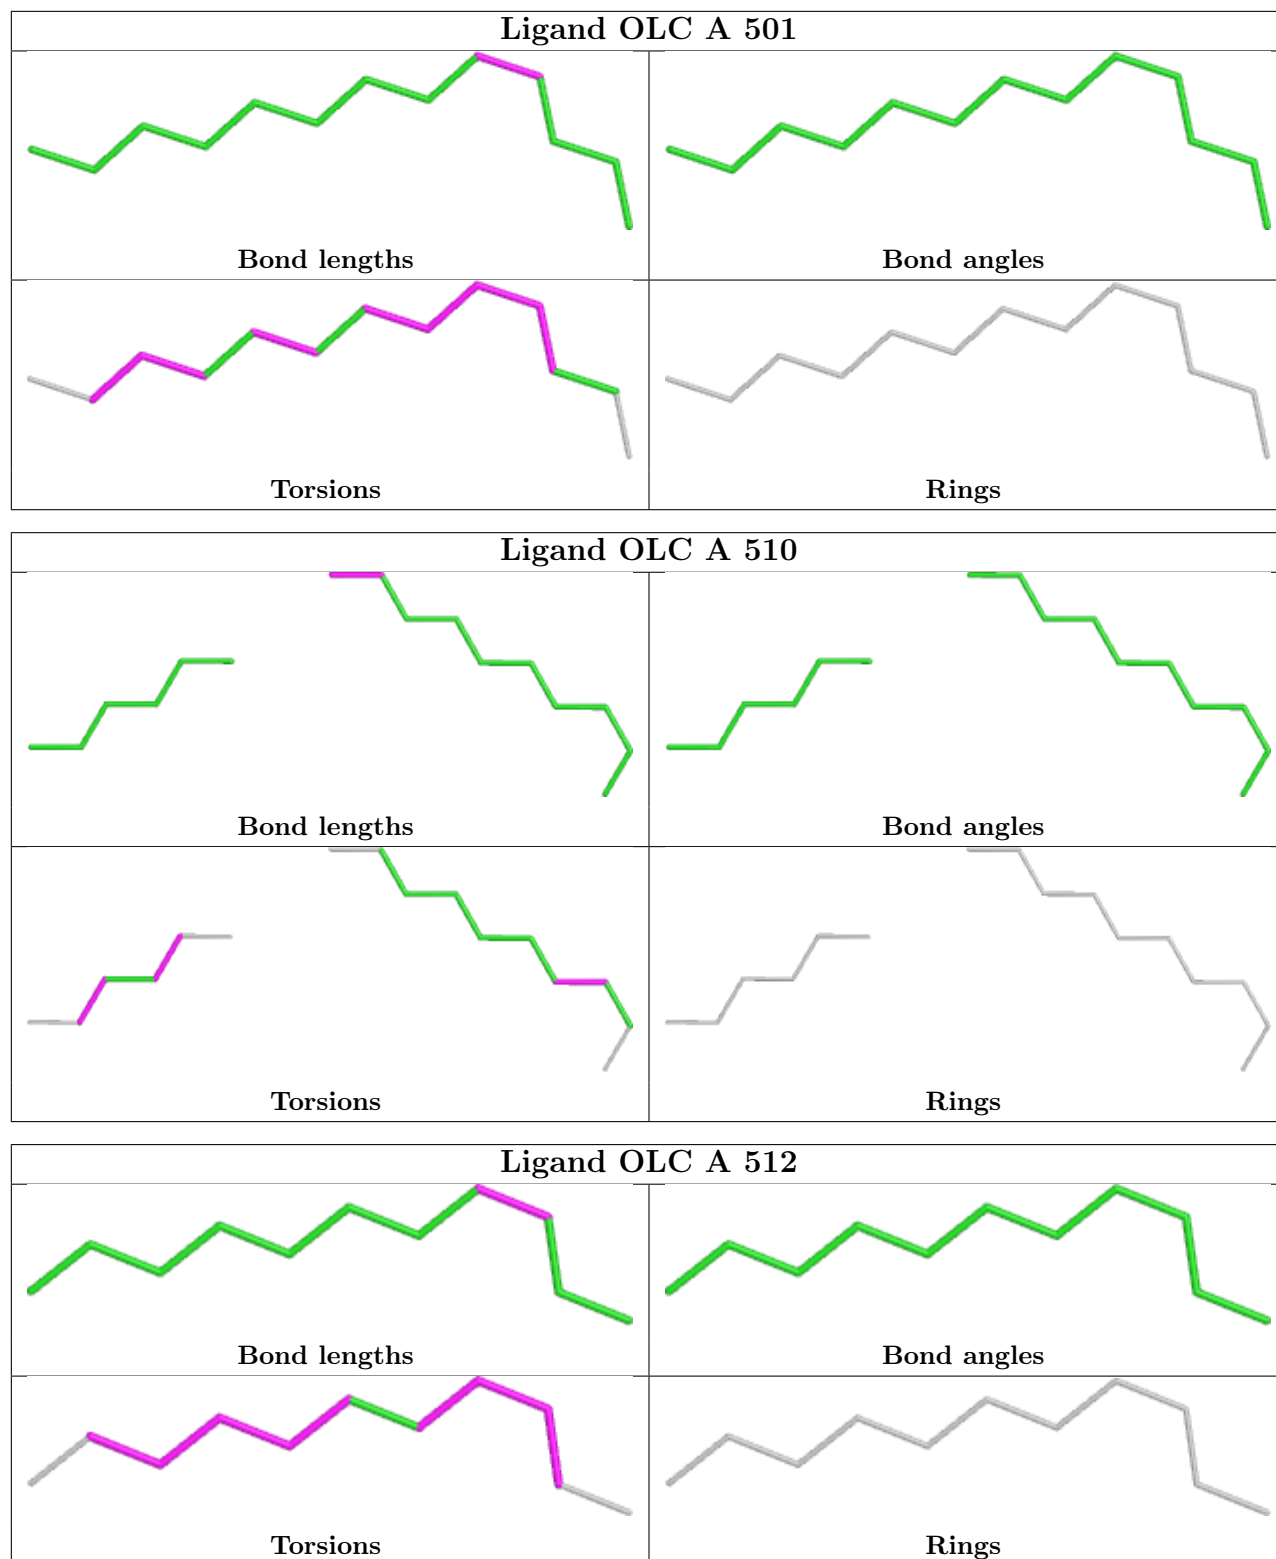 Ligand OLC A 501
Bond lengths
Bond angles
Torsions
Rings
Ligand OLC A 510
Bond lengths
Bond angles
Torsions
Rings
Ligand OLC A 512
Bond lengths
Bond angles
Torsions
Rings